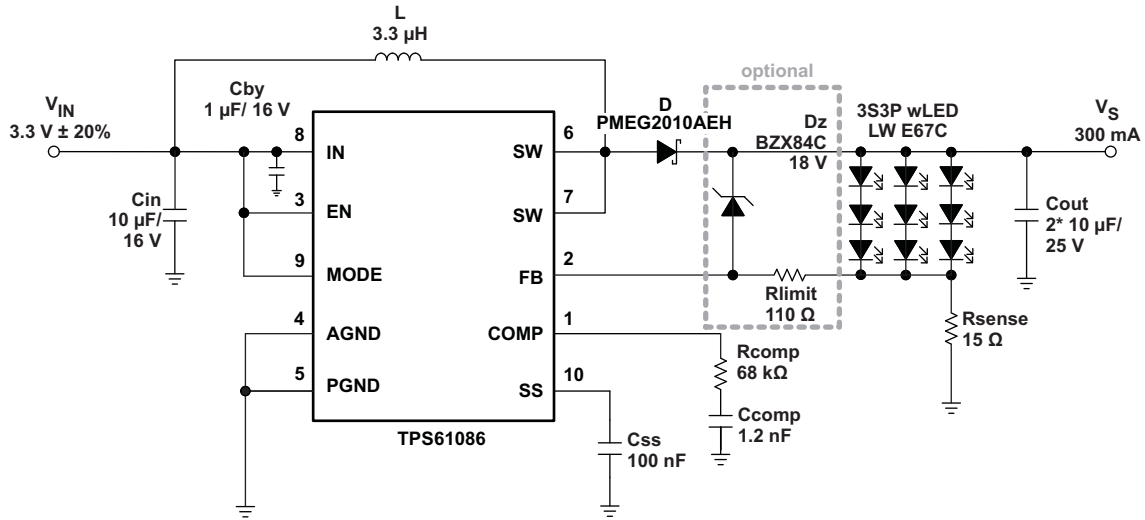 L
3.3 µH
optional
Cby
1 µF/ 16 V
VIN
3.3 V ± 20%
D
PMEG2010AEH
Dz
BZX84C
18 V
3S3P wLED
LW E67C
VS
300 mA
8
IN
6
SW
3
EN
7
SW
Cin
10 µF/
16 V
Cout
2* 10 µF/
25 V
9
MODE
2
FB
Rlimit
110 Ω
4
AGND
1
COMP
Rsense
15 Ω
5
PGND
10
SS
Rcomp
68 kΩ
Ccomp
1.2 nF
TPS61086
Css
100 nF